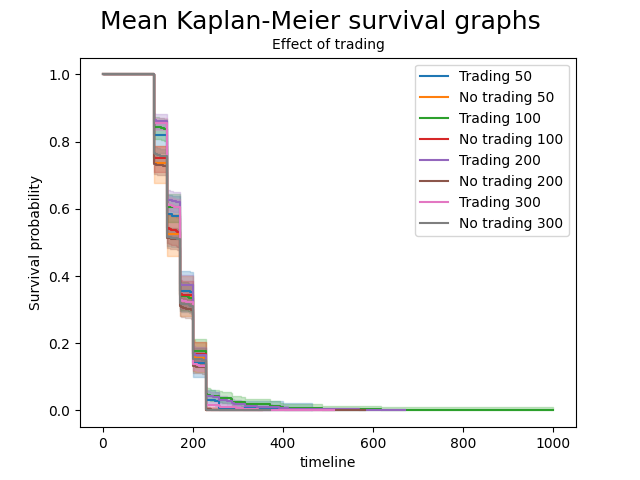 Mean Kaplan-Meier survival graphs
Effect of trading
Trading 50
No trading 50
Trading 100
No trading 100
Trading 200
No trading 200
Trading 300
No trading 300
Survival probability
1.0
0.8
0.6
0.4
0.2
0.0
0 200 400 600 800 1000
timeline